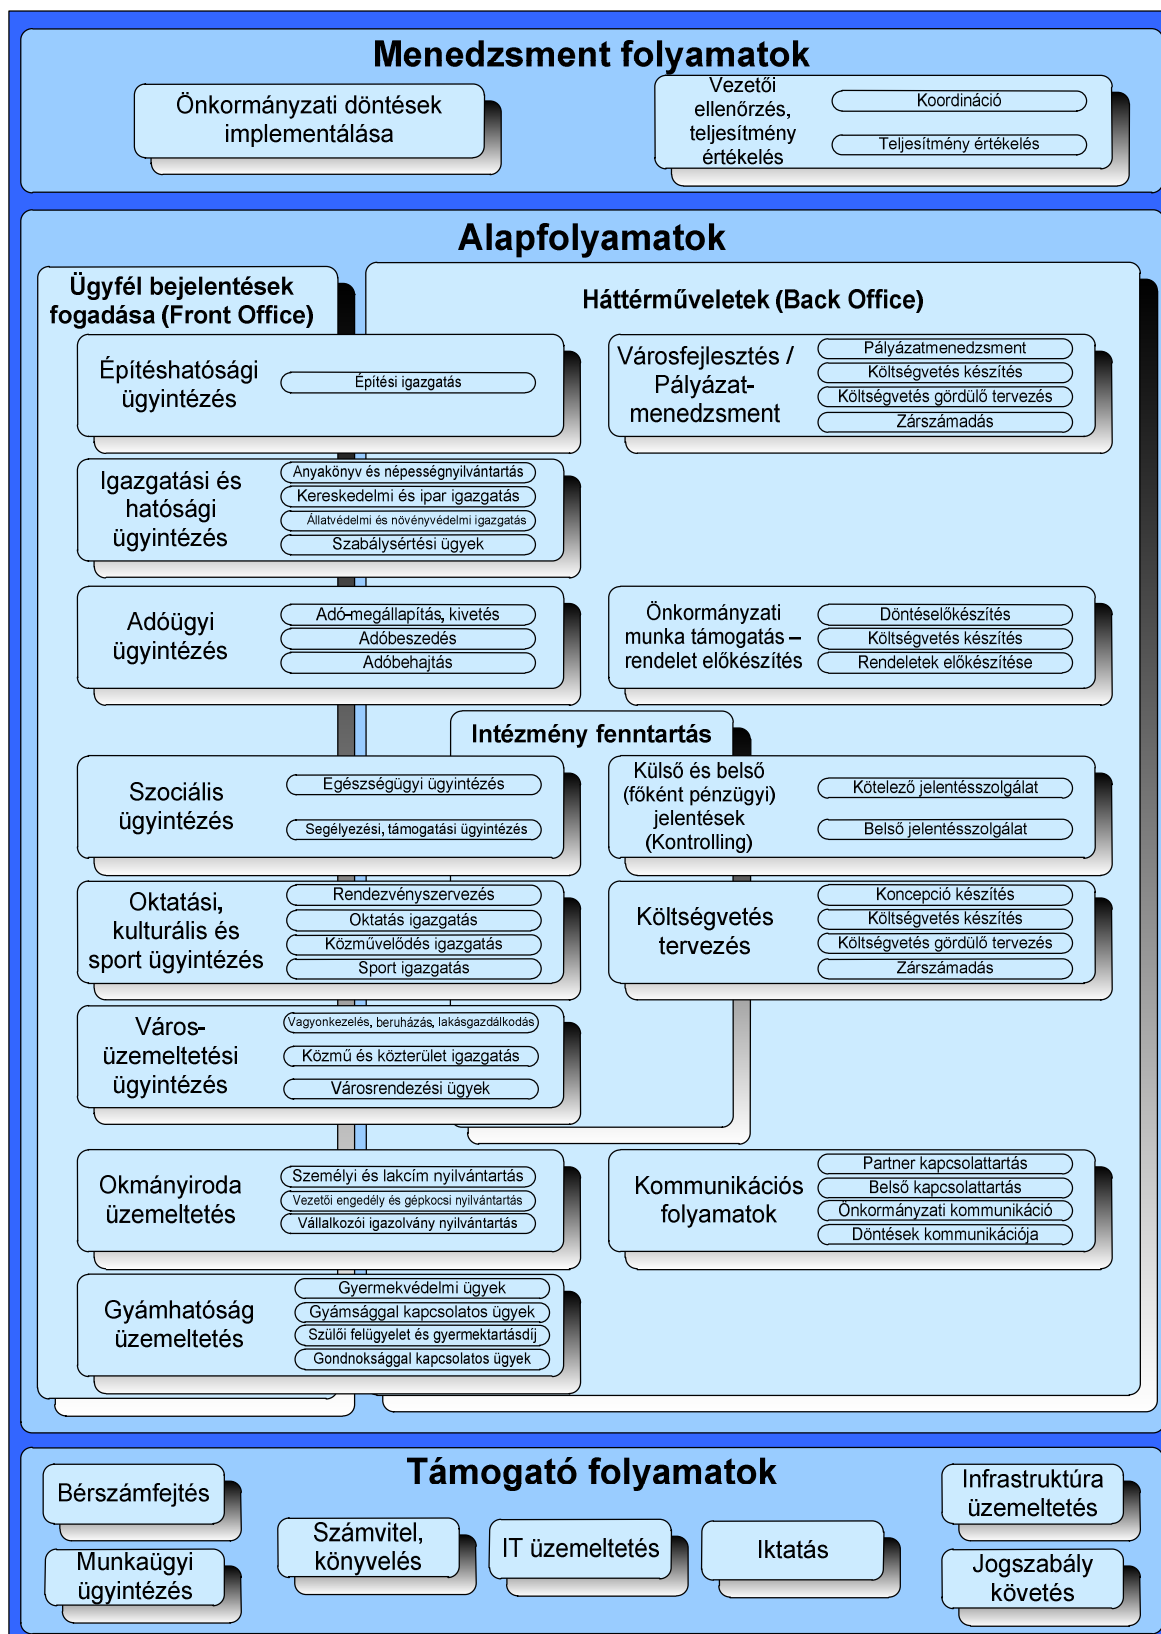 Menedzsment folyamatok
Önkormányzati döntések
implementálása
Vezetői
ellenőrzés,
teljesítmény
értékelés
Koordináció
Teljesítmény értékelés
Alapfolyamatok
Ügyfél bejelentések
fogadása (Front Office)
Háttérműveletek (Back Office)
Építéshatósági
ügyintézés
Építési igazgatás
Városfejlesztés /
Pályázat-
menedzsment
Pályázatmenedzsment
Költségvetés készítés
Költségvetés gördülő tervezés
Zárszámadás
Igazgatási és
hatósági
ügyintézés
Anyakönyv és népességnyilvántartás
Kereskedelmi és ipar igazgatás
Állatvédelmi és növényvédelmi igazgatás
Szabálysértési ügyek
Adóügyi
ügyintézés
Adó-megállapítás, kivetés
Adóbeszedés
Adóbehajtás
Önkormányzati
munka támogatás –
rendelet előkészítés
Döntéselőkészítés
Költségvetés készítés
Rendeletek előkészítése
Intézmény fenntartás
Szociális
ügyintézés
Egészségügyi ügyintézés
Segélyezési, támogatási ügyintézés
Külső és belső
(főként pénzügyi)
jelentések
(Kontrolling)
Kötelező jelentésszolgálat
Belső jelentésszolgálat
Oktatási,
kulturális és
sport ügyintézés
Rendezvényszervezés
Oktatás igazgatás
Közművelődés igazgatás
Sport igazgatás
Költségvetés
tervezés
Koncepció készítés
Költségvetés készítés
Költségvetés gördülő tervezés
Zárszámadás
Város-
üzemeltetési
ügyintézés
Vagyonkezelés, beruházás, lakásgazdálkodás
Közmű és közterület igazgatás
Városrendezési ügyek
Okmányiroda
üzemeltetés
Személyi és lakcím nyilvántartás
Vezetői engedély és gépkocsi nyilvántartás
Vállalkozói igazolvány nyilvántartás
Kommunikációs
folyamatok
Partner kapcsolattartás
Belső kapcsolattartás
Önkormányzati kommunikáció
Döntések kommunikációja
Gyámhatóság
üzemeltetés
Gyermekvédelmi ügyek
Gyámsággal kapcsolatos ügyek
Szülői felügyelet és gyermektartásdíj
Gondnoksággal kapcsolatos ügyek
Támogató folyamatok
Bérszámfejtés
Munkaügyi
ügyintézés
Számvitel,
könyvelés
IT üzemeltetés
Iktatás
Infrastruktúra
üzemeltetés
Jogszabály
követés